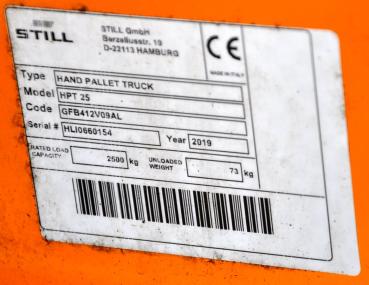 STILL
STILL GmbH
Berzeliusstr. 10
D-22113 HAMBURG
CE
MADE IN ITALY
Type HAND PALLET TRUCK
Model HPT 25
Code GFB412V09AL
Serial # HLI0660154 Year 2019
RATED LOAD CAPACITY 2500 kg UNLOADED WEIGHT 73 kg